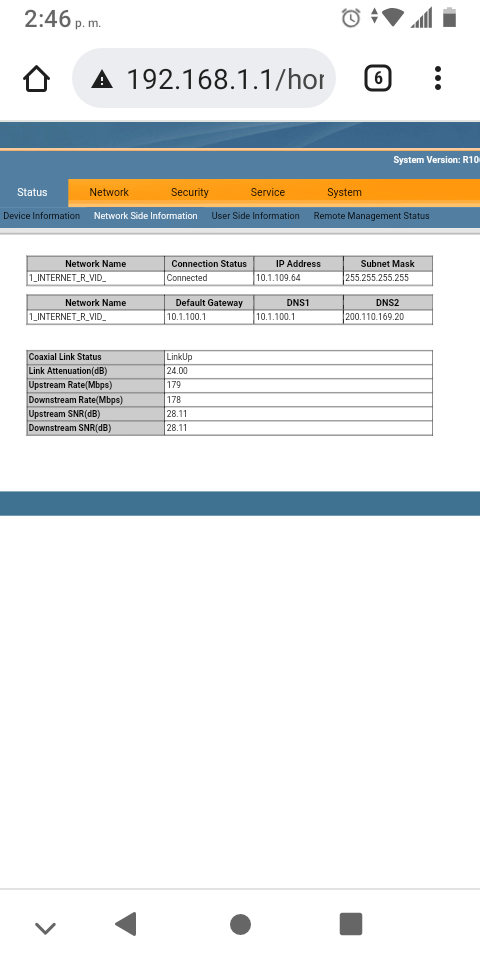 2:46 p. m.
192.168.1.1/hor
6
System Version: R10
Status Network Security Service System
Device Information Network Side Information User Side Information Remote Management Status
Network Name Connection Status IP Address Subnet Mask
1_INTERNET_R_VID_ Connected 10.1.109.64 255.255.255.255
Network Name Default Gateway DNS1 DNS2
1_INTERNET_R_VID_ 10.1.100.1 10.1.100.1 200.110.169.20
Coaxial Link Status LinkUp
Link Attenuation(dB) 24.00
Upstream Rate(Mbps) 179
Downstream Rate(Mbps) 178
Upstream SNR(dB) 28.11
Downstream SNR(dB) 28.11